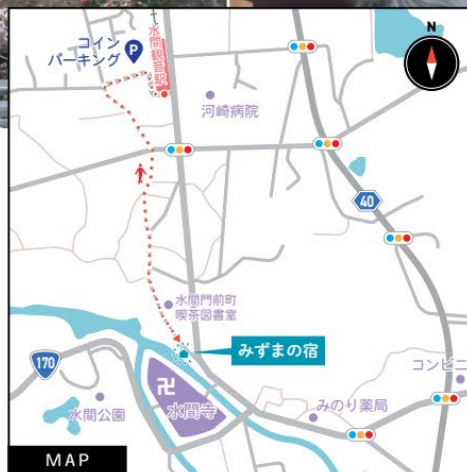 コイン
パーキング
P
水間観音駅
N
河崎病院
40
水間門前町
喫茶図書室
みずまの宿
170
卍
水間寺
コンビニ
水間公園
みのり薬局
MAP